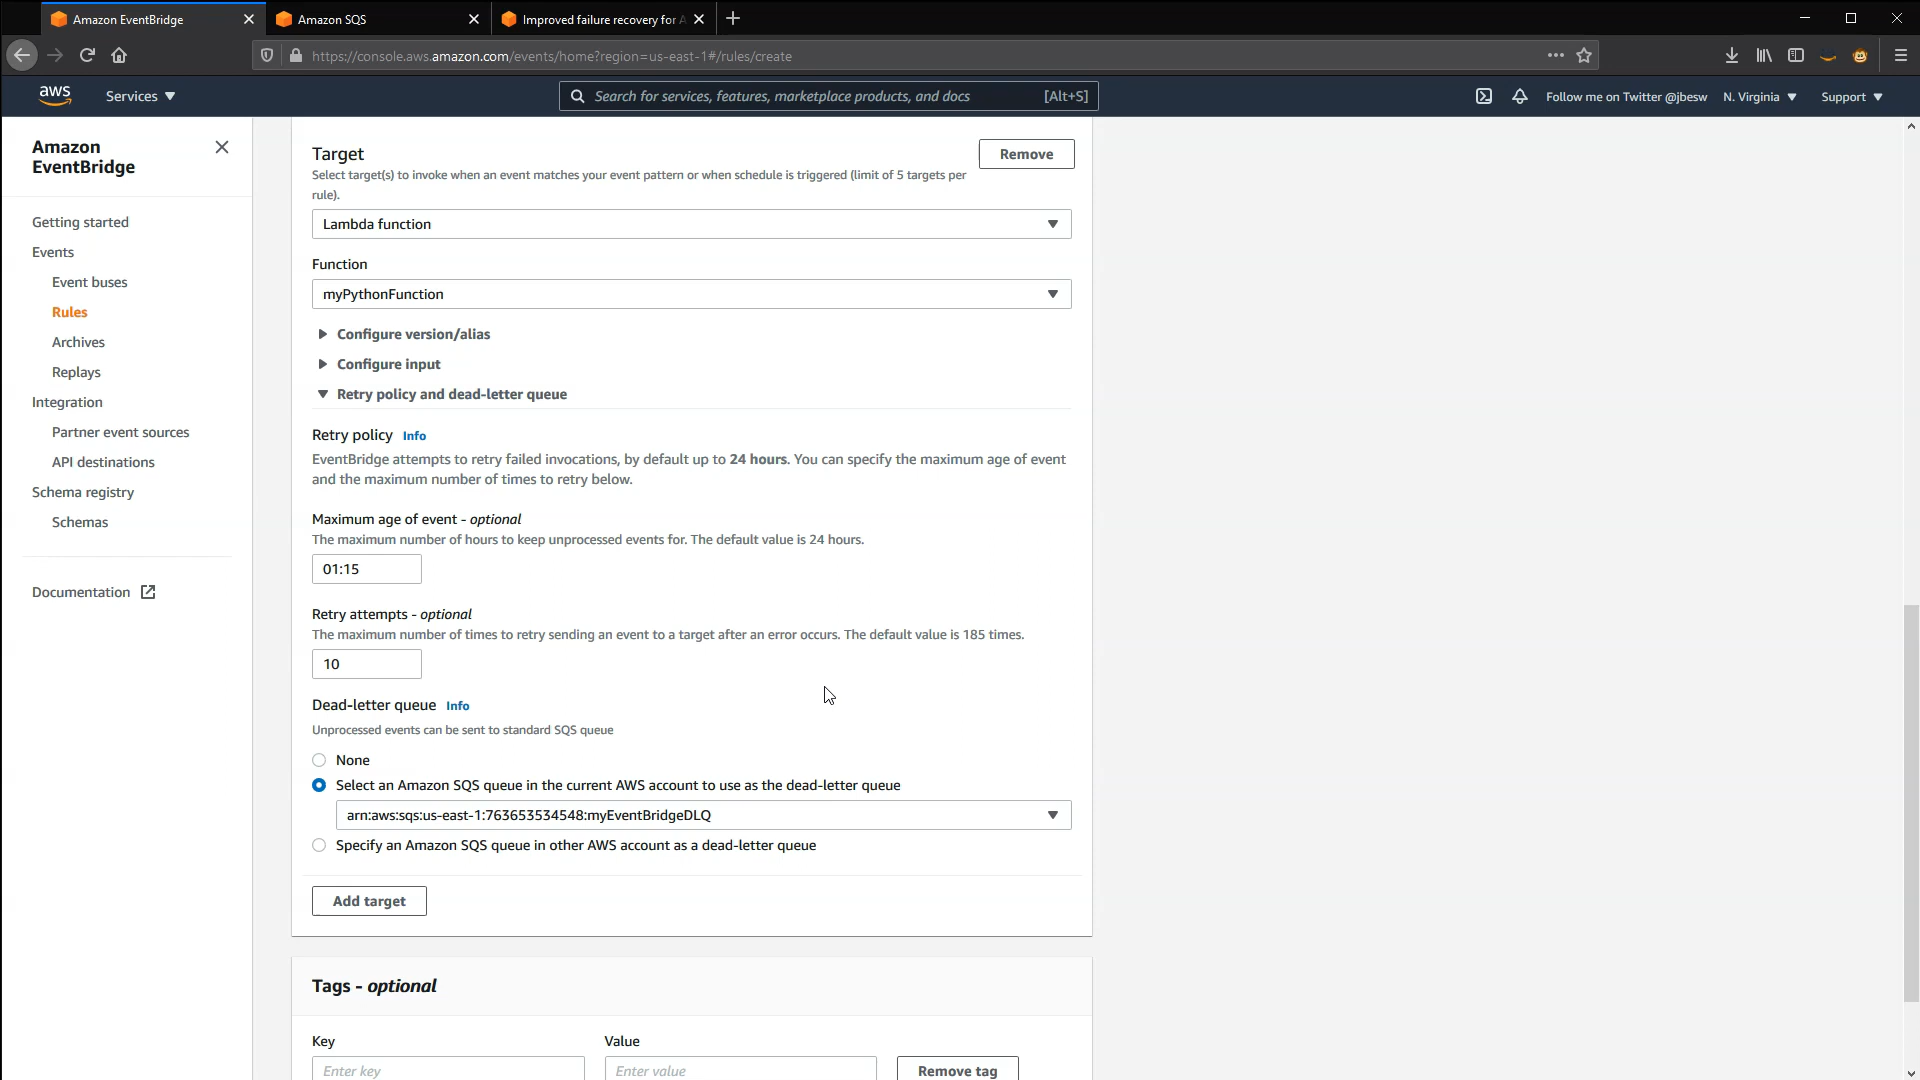 Amazon EventBridge
Amazon SQS
Improved failure recovery for A
https://console.aws.amazon.com/events/home?region=us-east-1#/rules/create
aws
Services
Search for services, features, marketplace products, and docs
[Alt+S]
Follow me on Twitter @jbesw
N. Virginia
Support
Amazon
EventBridge
Getting started
Events
Event buses
Rules
Archives
Replays
Integration
Partner event sources
API destinations
Schema registry
Schemas
Documentation
Target
Remove
Select target(s) to invoke when an event matches your event pattern or when schedule is triggered (limit of 5 targets per
rule).
Lambda function
Function
myPythonFunction
Configure version/alias
Configure input
Retry policy and dead-letter queue
Retry policy Info
EventBridge attempts to retry failed invocations, by default up to 24 hours. You can specify the maximum age of event
and the maximum number of times to retry below.
Maximum age of event - optional
The maximum number of hours to keep unprocessed events for. The default value is 24 hours.
01:15
Retry attempts - optional
The maximum number of times to retry sending an event to a target after an error occurs. The default value is 185 times.
10
Dead-letter queue Info
Unprocessed events can be sent to standard SQS queue
None
Select an Amazon SQS queue in the current AWS account to use as the dead-letter queue
arn:aws:sqs:us-east-1:763653534548:myEventBridgeDLQ
Specify an Amazon SQS queue in other AWS account as a dead-letter queue
Add target
Tags - optional
Key
Value
Enter key
Enter value
Remove tag